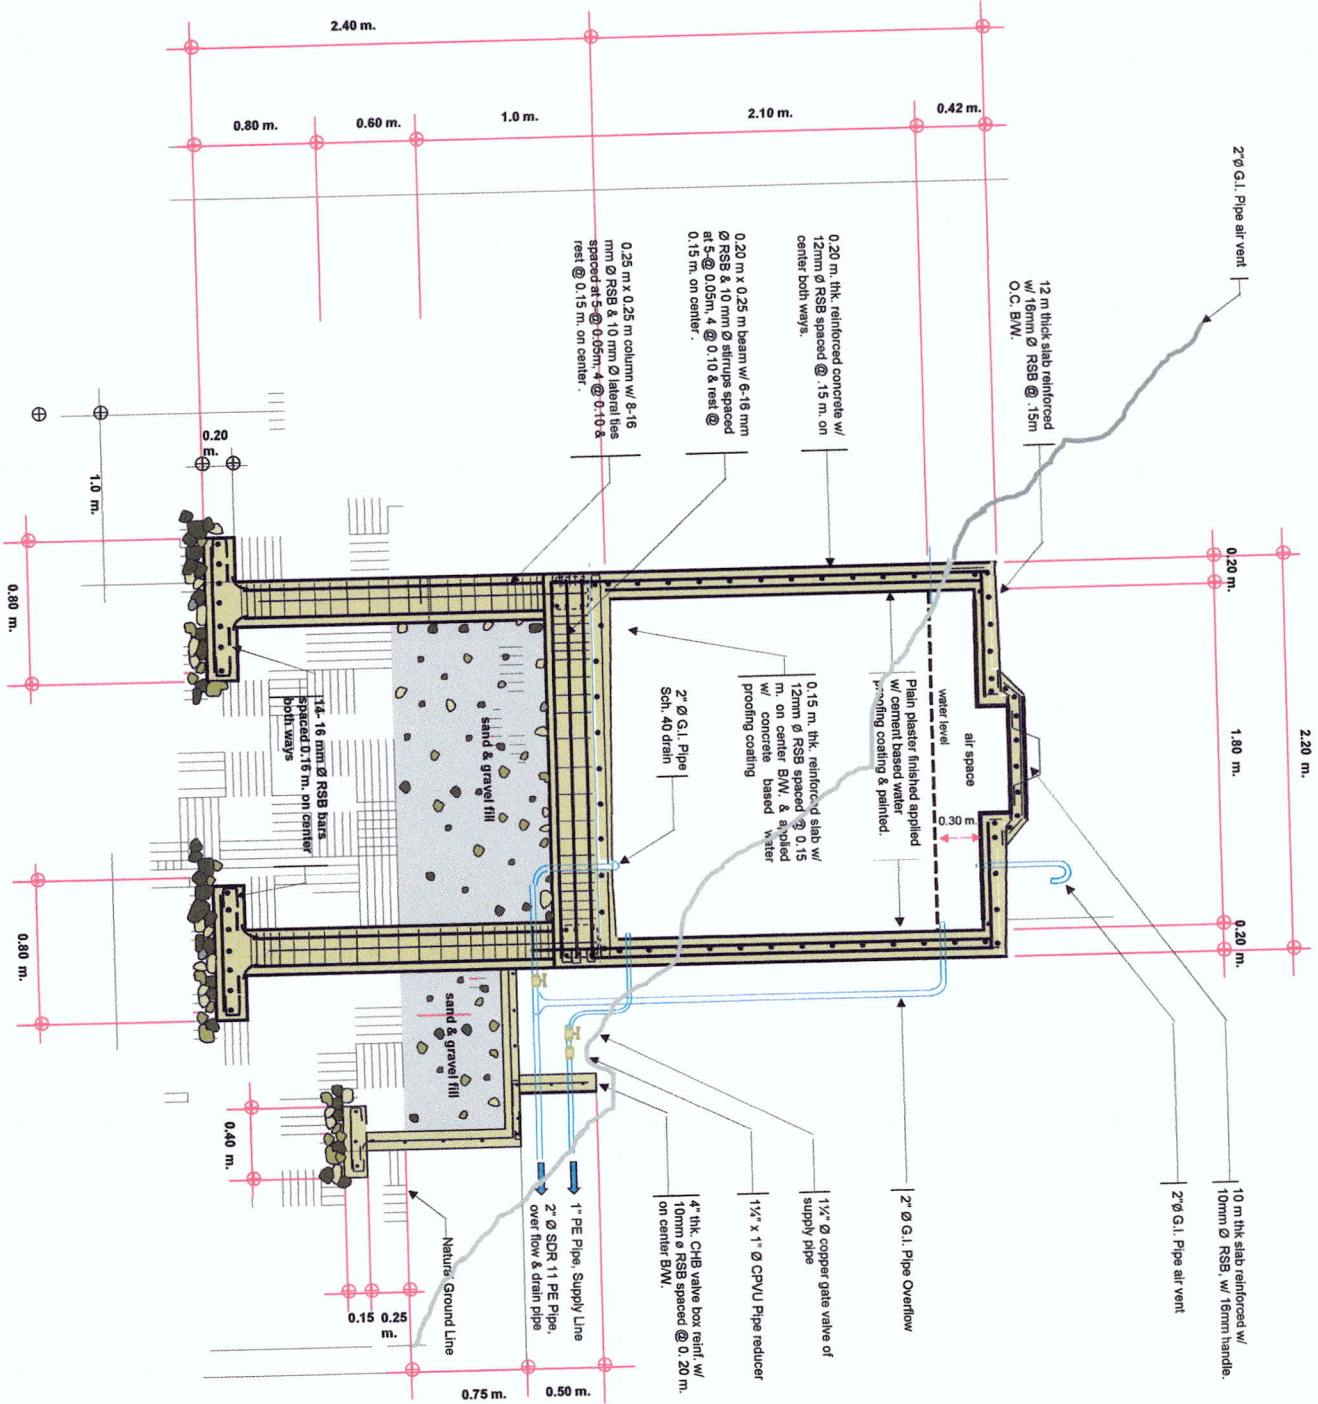 2"Ø G.I. Pipe air vent
12 m thick slab reinforced
w/ 16mm Ø RSB @ .15m
O.C. B/W.
0.20 m. thk. reinforced concrete w/
12mm Ø RSB spaced @ .15 m. on
center both ways.
0.20 m x 0.25 m beam w/ 6-16 mm
Ø RSB & 10 mm Ø stirrups spaced
at 5-@ 0.05m, 4 @ 0.10 & rest @
0.15 m. on center .
0.25 m x 0.25 m column w/ 8-16
mm Ø RSB & 10 mm Ø lateral ties
spaced at 5-@ 0.05m, 4 @ 0.10 &
rest @ 0.15 m. on center .
2.40 m.
0.80 m.
0.60 m.
1.0 m.
2.10 m.
0.42 m.
0.20
m.
1.0 m.
0.80 m.
0.80 m.
0.20 m.
1.80 m.
0.20 m.
2.20 m.
air space
water level
0.30 m.
Plain plaster finished applied
w/ cement based water
proofing coating & painted.
0.15 m. thk. reinforced slab w/
12mm Ø RSB spaced @ 0.15
m. on center B/W. & applied
w/ concrete based water
proofing coating
2" Ø G.I. Pipe
Sch. 40 drain
sand & gravel fill
14- 16 mm Ø RSB bars
spaced 0.16 m. on center
both ways
sand & gravel fill
10 m thk slab reinforced w/
10mm Ø RSB, w/ 16mm handle.
2"Ø G.I. Pipe air vent
2" Ø G.I. Pipe Overflow
1¼" Ø copper gate valve of
supply pipe
1¼" x 1" Ø CPVU Pipe reducer
4" thk. CHB valve box reinf. w/
10mm ø RSB spaced @ 0. 20 m.
on center B/W.
1" PE Pipe, Supply Line
2" Ø SDR 11 PE Pipe,
over flow & drain pipe
Natural Ground Line
0.40 m.
0.15
0.25
m.
0.75 m.
0.50 m.